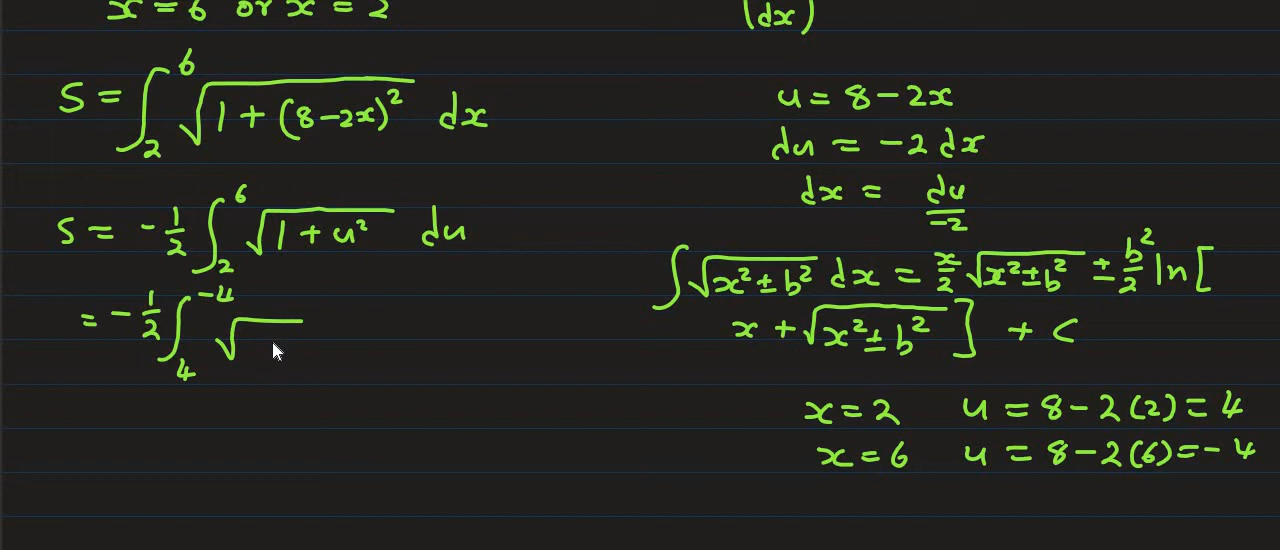 x = 6 or x = 2
(dx)
S = ∫₂⁶ √(1 + (8-2x)²) dx
u = 8 - 2x
du = -2 dx
dx = du/-2
S = -1/2 ∫₂⁶ √(1 + u²) du
= -1/2 ∫₄⁻⁴ √
∫ √(x² ± b²) dx = x/2 √(x² ± b²) ± b²/2 ln [
x + √(x² ± b²) ] + C
x = 2 u = 8 - 2(2) = 4
x = 6 u = 8 - 2(6) = -4